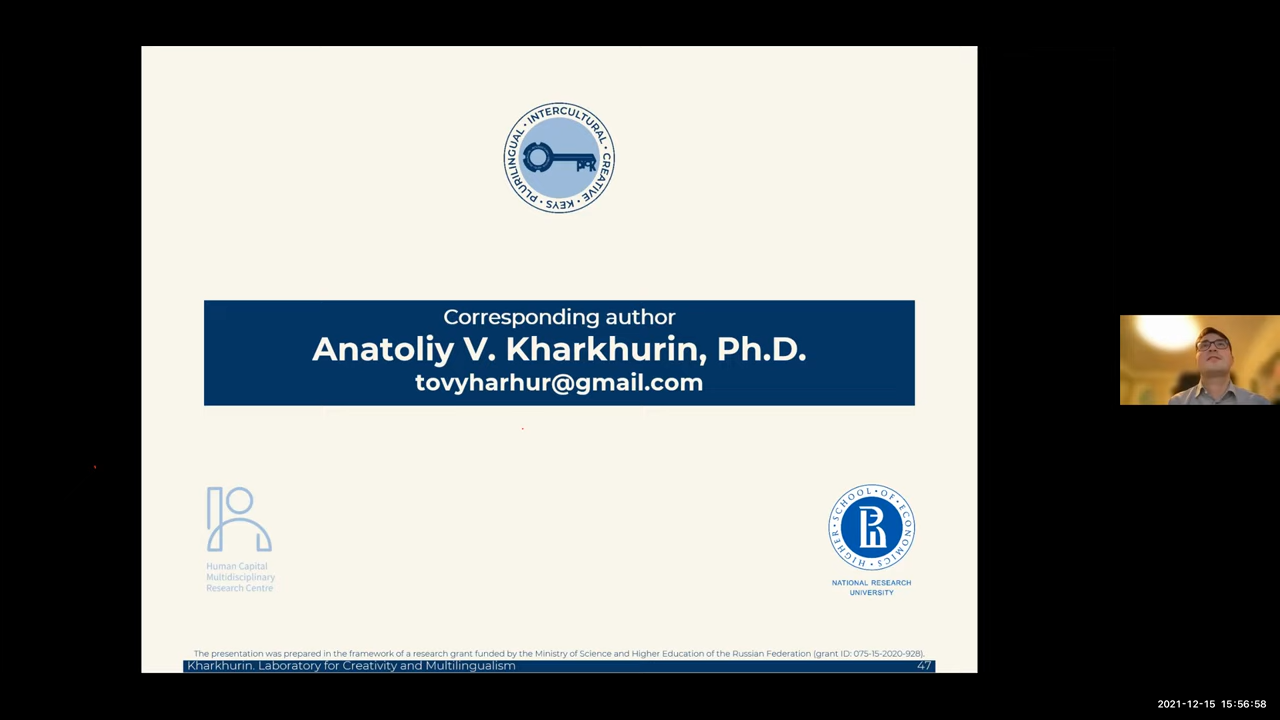 PLURILINGUAL • INTERCULTURAL • CREATIVE • KEYS •
Corresponding author
Anatoliy V. Kharkhurin, Ph.D.
tovyharhur@gmail.com
Human Capital
Multidisciplinary
Research Centre
HIGHER • SCHOOL • OF • ECONOMICS •
NATIONAL RESEARCH
UNIVERSITY
The presentation was prepared in the framework of a research grant funded by the Ministry of Science and Higher Education of the Russian Federation (grant ID: 075-15-2020-928).
Kharkhurin. Laboratory for Creativity and Multilingualism
47
2021-12-15 15:56:58